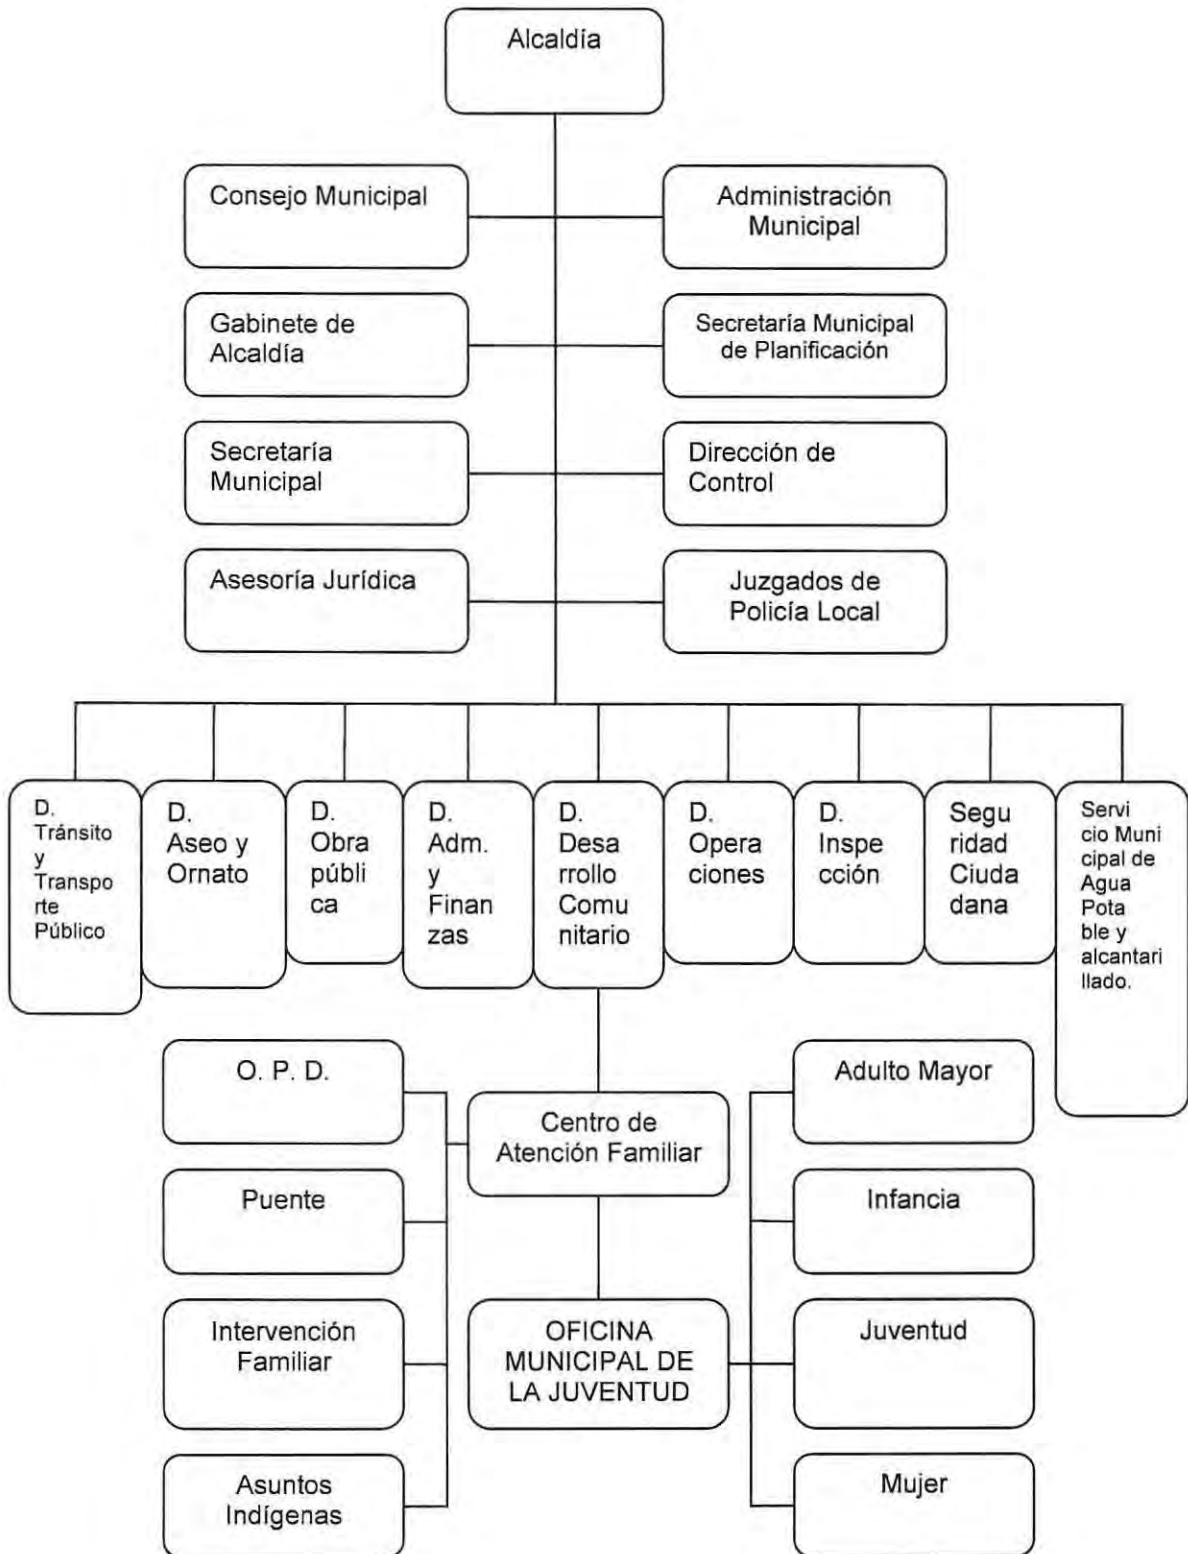 Alcaldía
Consejo Municipal
Administración
Municipal
Gabinete de
Alcaldía
Secretaría Municipal
de Planificación
Secretaría
Municipal
Dirección de
Control
Asesoría Jurídica
Juzgados de
Policía Local
D.
Tránsito
y
Transpo
rte
Público
D.
Aseo y
Ornato
D.
Obra
públi
ca
D.
Adm.
y
Finan
zas
D.
Desa
rrollo
Comu
nitario
D.
Opera
ciones
D.
Inspe
cción
Segu
ridad
Ciuda
dana
Servi
cio Muni
cipal de
Agua
Pota
ble y
alcantari
llado.
O. P. D.
Centro de
Atención Familiar
Adulto Mayor
Puente
Infancia
Intervención
Familiar
OFICINA
MUNICIPAL DE
LA JUVENTUD
Juventud
Asuntos
Indígenas
Mujer